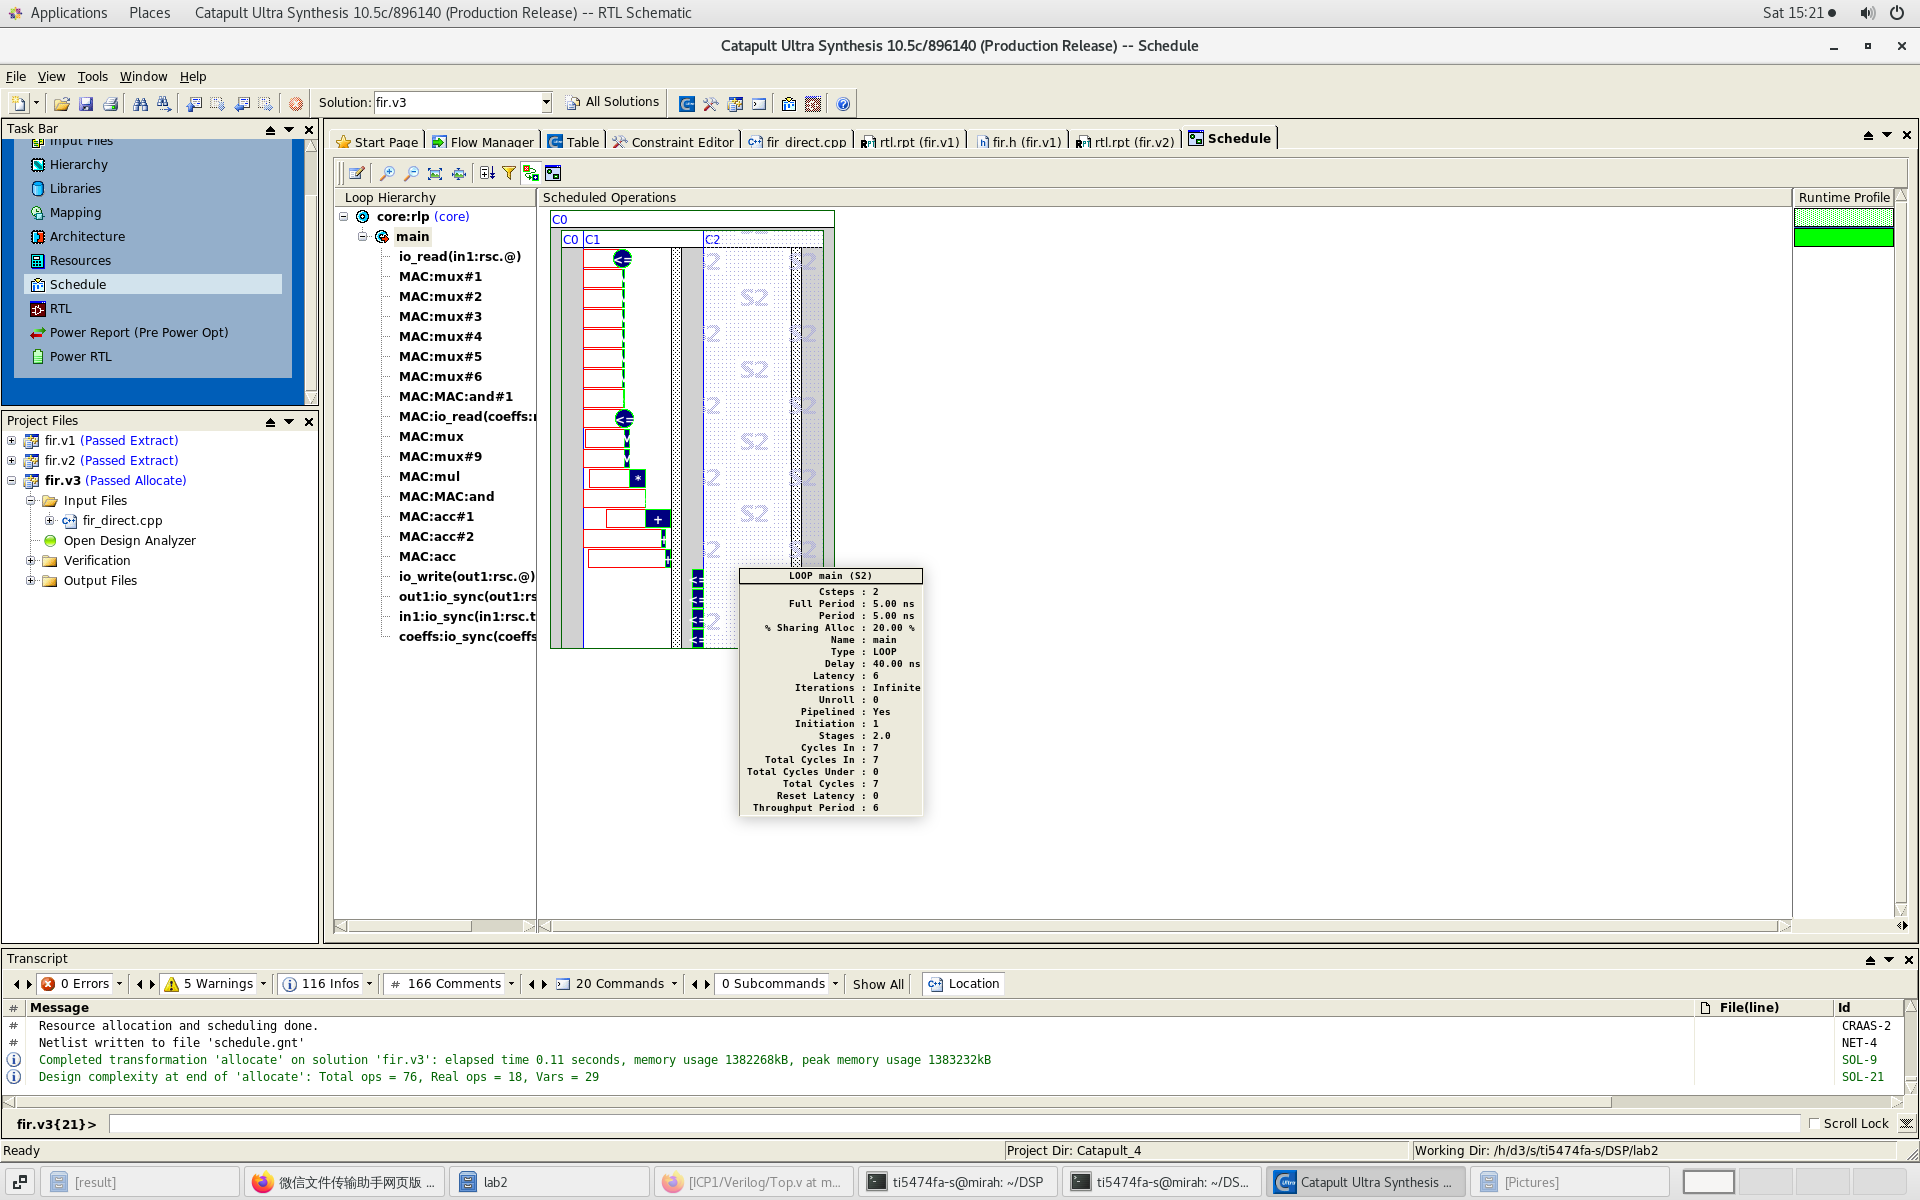 Applications Places Catapult Ultra Synthesis 10.5c/896140 (Production Release) -- RTL Schematic Sat 15:21
Catapult Ultra Synthesis 10.5c/896140 (Production Release) -- Schedule
File View Tools Window Help
Solution: fir.v3 All Solutions
Task Bar
Input Files
Hierarchy
Libraries
Mapping
Architecture
Resources
Schedule
RTL
Power Report (Pre Power Opt)
Power RTL
Project Files
fir.v1 (Passed Extract)
fir.v2 (Passed Extract)
fir.v3 (Passed Allocate)
Input Files
fir_direct.cpp
Open Design Analyzer
Verification
Output Files
Start Page Flow Manager Table Constraint Editor fir_direct.cpp rtl.rpt (fir.v1) fir.h (fir.v1) rtl.rpt (fir.v2) Schedule
Loop Hierarchy Scheduled Operations Runtime Profile
core:rlp (core)
main
io_read(in1:rsc.@)
MAC:mux#1
MAC:mux#2
MAC:mux#3
MAC:mux#4
MAC:mux#5
MAC:mux#6
MAC:MAC:and#1
MAC:io_read(coeffs:r
MAC:mux
MAC:mux#9
MAC:mul
MAC:MAC:and
MAC:acc#1
MAC:acc#2
MAC:acc
io_write(out1:rsc.@)
out1:io_sync(out1:rs
in1:io_sync(in1:rsc.t
coeffs:io_sync(coeffs
C0
C0 C1 C2
S2
S2
S2
S2
LOOP main (S2)
Csteps : 2
Full Period : 5.00 ns
Period : 5.00 ns
% Sharing Alloc : 20.00 %
Name : main
Type : LOOP
Delay : 40.00 ns
Latency : 6
Iterations : Infinite
Unroll : 0
Pipelined : Yes
Initiation : 1
Stages : 2.0
Cycles In : 7
Total Cycles In : 7
Total Cycles Under : 0
Total Cycles : 7
Reset Latency : 0
Throughput Period : 6
Transcript
0 Errors 5 Warnings 116 Infos # 166 Comments 20 Commands 0 Subcommands Show All Location
# Message File(line) Id
# Resource allocation and scheduling done. CRAAS-2
# Netlist written to file 'schedule.gnt' NET-4
Completed transformation 'allocate' on solution 'fir.v3': elapsed time 0.11 seconds, memory usage 1382268kB, peak memory usage 1383232kB SOL-9
Design complexity at end of 'allocate': Total ops = 76, Real ops = 18, Vars = 29 SOL-21
fir.v3{21}> Scroll Lock
Ready Project Dir: Catapult_4 Working Dir: /h/d3/s/ti5474fa-s/DSP/lab2
[result] 微信文件传输助手网页版 ... lab2 [ICP1/Verilog/Top.v at m... ti5474fa-s@mirah: ~/DSP ti5474fa-s@mirah: ~/DS... Catapult Ultra Synthesis ... [Pictures]